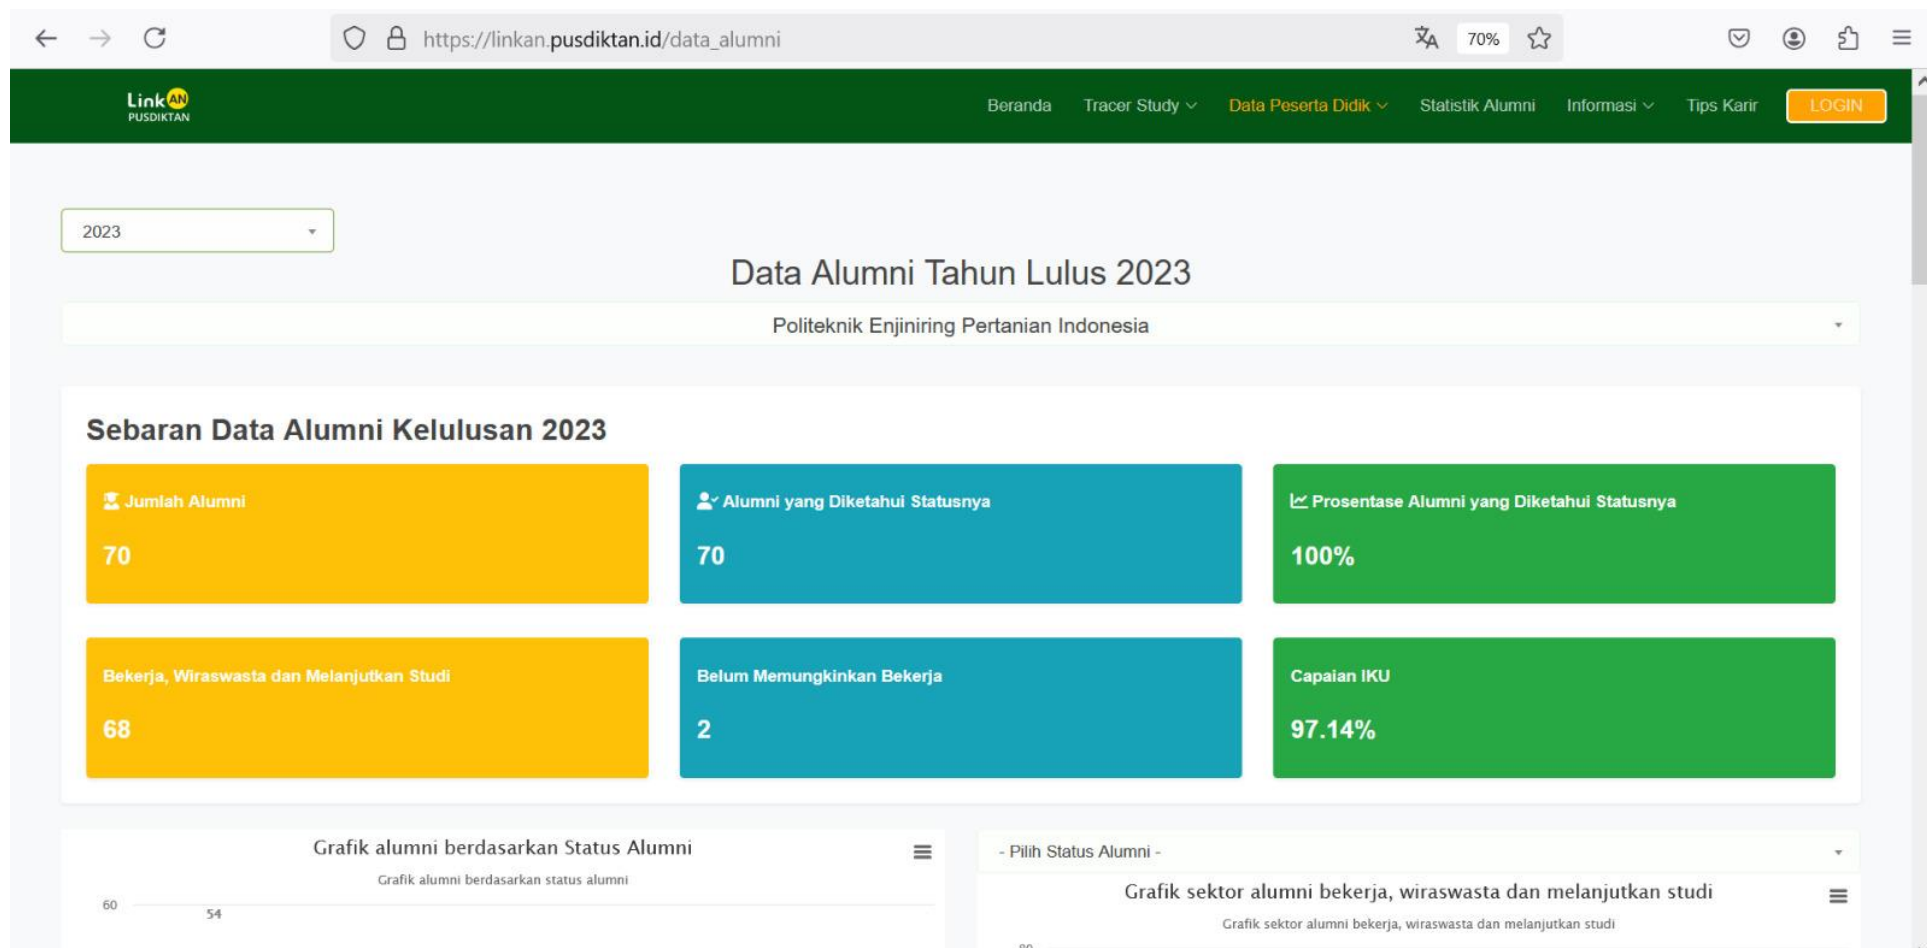 https://linkan.pusdiktan.id/data_alumni 70%
LinkAN
PUSDIKTAN
Beranda Tracer Study Data Peserta Didik Statistik Alumni Informasi Tips Karir LOGIN
2023
Data Alumni Tahun Lulus 2023
Politeknik Enjiniring Pertanian Indonesia
Sebaran Data Alumni Kelulusan 2023
Jumlah Alumni
70
Alumni yang Diketahui Statusnya
70
Prosentase Alumni yang Diketahui Statusnya
100%
Bekerja, Wiraswasta dan Melanjutkan Studi
68
Belum Memungkinkan Bekerja
2
Capaian IKU
97.14%
Grafik alumni berdasarkan Status Alumni
Grafik alumni berdasarkan status alumni
60
54
- Pilih Status Alumni -
Grafik sektor alumni bekerja, wiraswasta dan melanjutkan studi
Grafik sektor alumni bekerja, wiraswasta dan melanjutkan studi